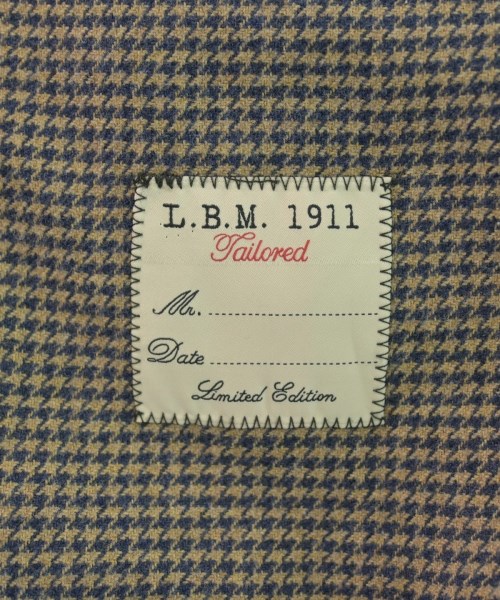 L.B.M. 1911
Tailored
Mr. ........................................
Date ........................................
Limited Edition